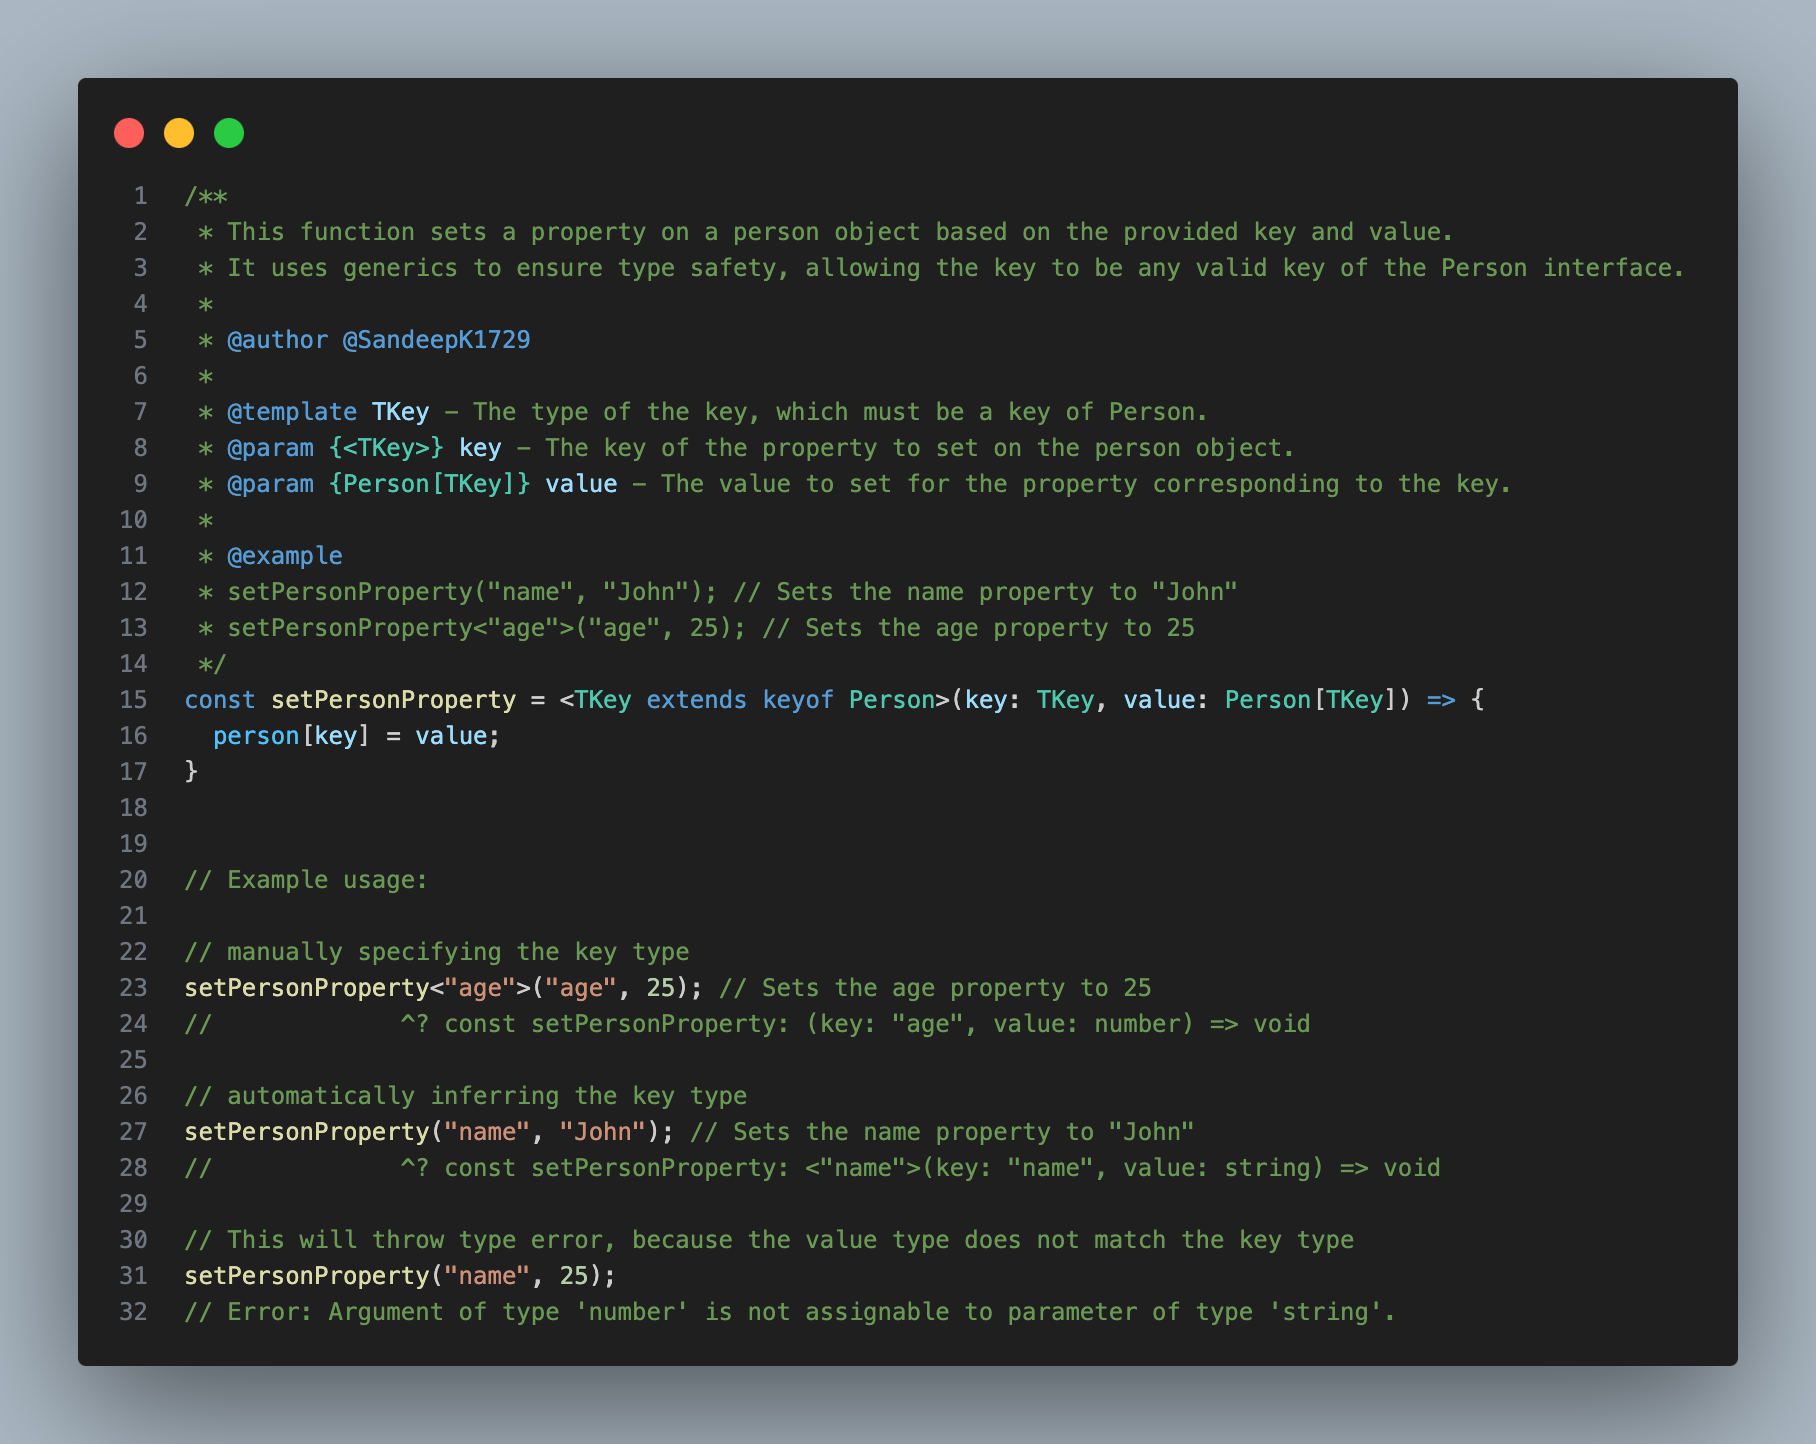 1 /**
2  * This function sets a property on a person object based on the provided key and value.
3  * It uses generics to ensure type safety, allowing the key to be any valid key of the Person interface.
4  *
5  * @author @SandeepK1729
6  *
7  * @template TKey - The type of the key, which must be a key of Person.
8  * @param {<TKey>} key - The key of the property to set on the person object.
9  * @param {Person[TKey]} value - The value to set for the property corresponding to the key.
10  *
11  * @example
12  * setPersonProperty("name", "John"); // Sets the name property to "John"
13  * setPersonProperty<"age">("age", 25); // Sets the age property to 25
14  */
15 const setPersonProperty = <TKey extends keyof Person>(key: TKey, value: Person[TKey]) => {
16   person[key] = value;
17 }
18
19
20 // Example usage:
21
22 // manually specifying the key type
23 setPersonProperty<"age">("age", 25); // Sets the age property to 25
24 //             ^? const setPersonProperty: (key: "age", value: number) => void
25
26 // automatically inferring the key type
27 setPersonProperty("name", "John"); // Sets the name property to "John"
28 //             ^? const setPersonProperty: <"name">(key: "name", value: string) => void
29
30 // This will throw type error, because the value type does not match the key type
31 setPersonProperty("name", 25);
32 // Error: Argument of type 'number' is not assignable to parameter of type 'string'.